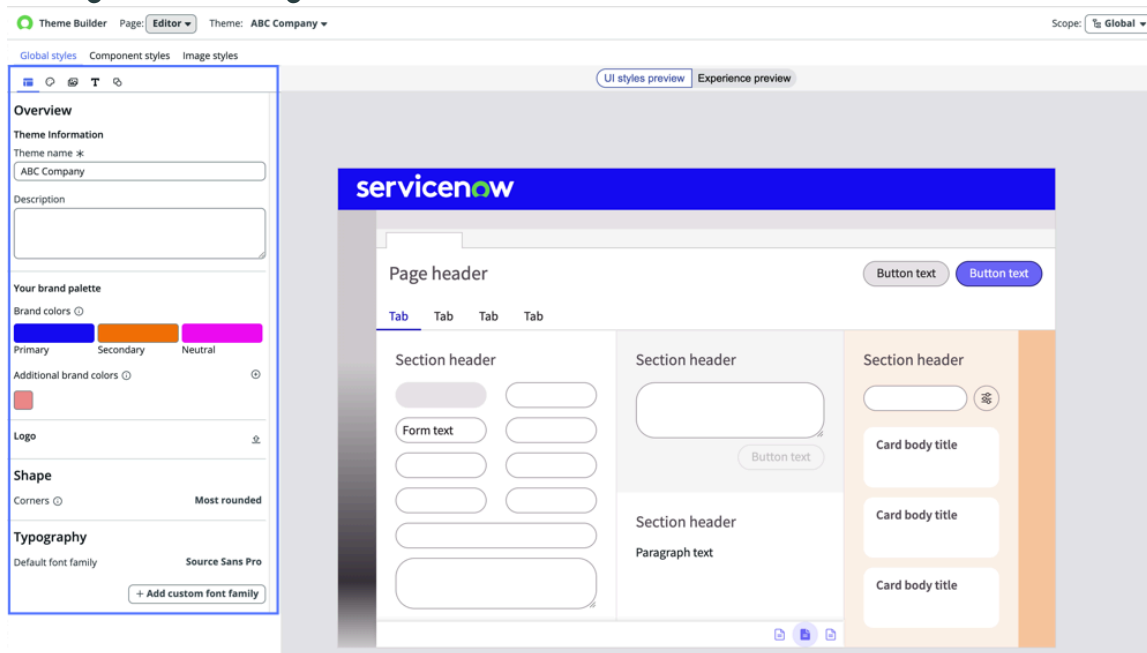 Theme Builder Page: Editor Theme: ABC Company Scope: Global
Global styles Component styles Image styles
UI styles preview Experience preview
Overview
Theme Information
Theme name *
ABC Company
Description
Your brand palette
Brand colors
Primary Secondary Neutral
Additional brand colors
Logo
Shape
Corners Most rounded
Typography
Default font family Source Sans Pro
+ Add custom font family
servicenow
Page header
Button text Button text
Tab Tab Tab Tab
Section header
Form text
Section header
Button text
Section header
Paragraph text
Section header
Card body title
Card body title
Card body title